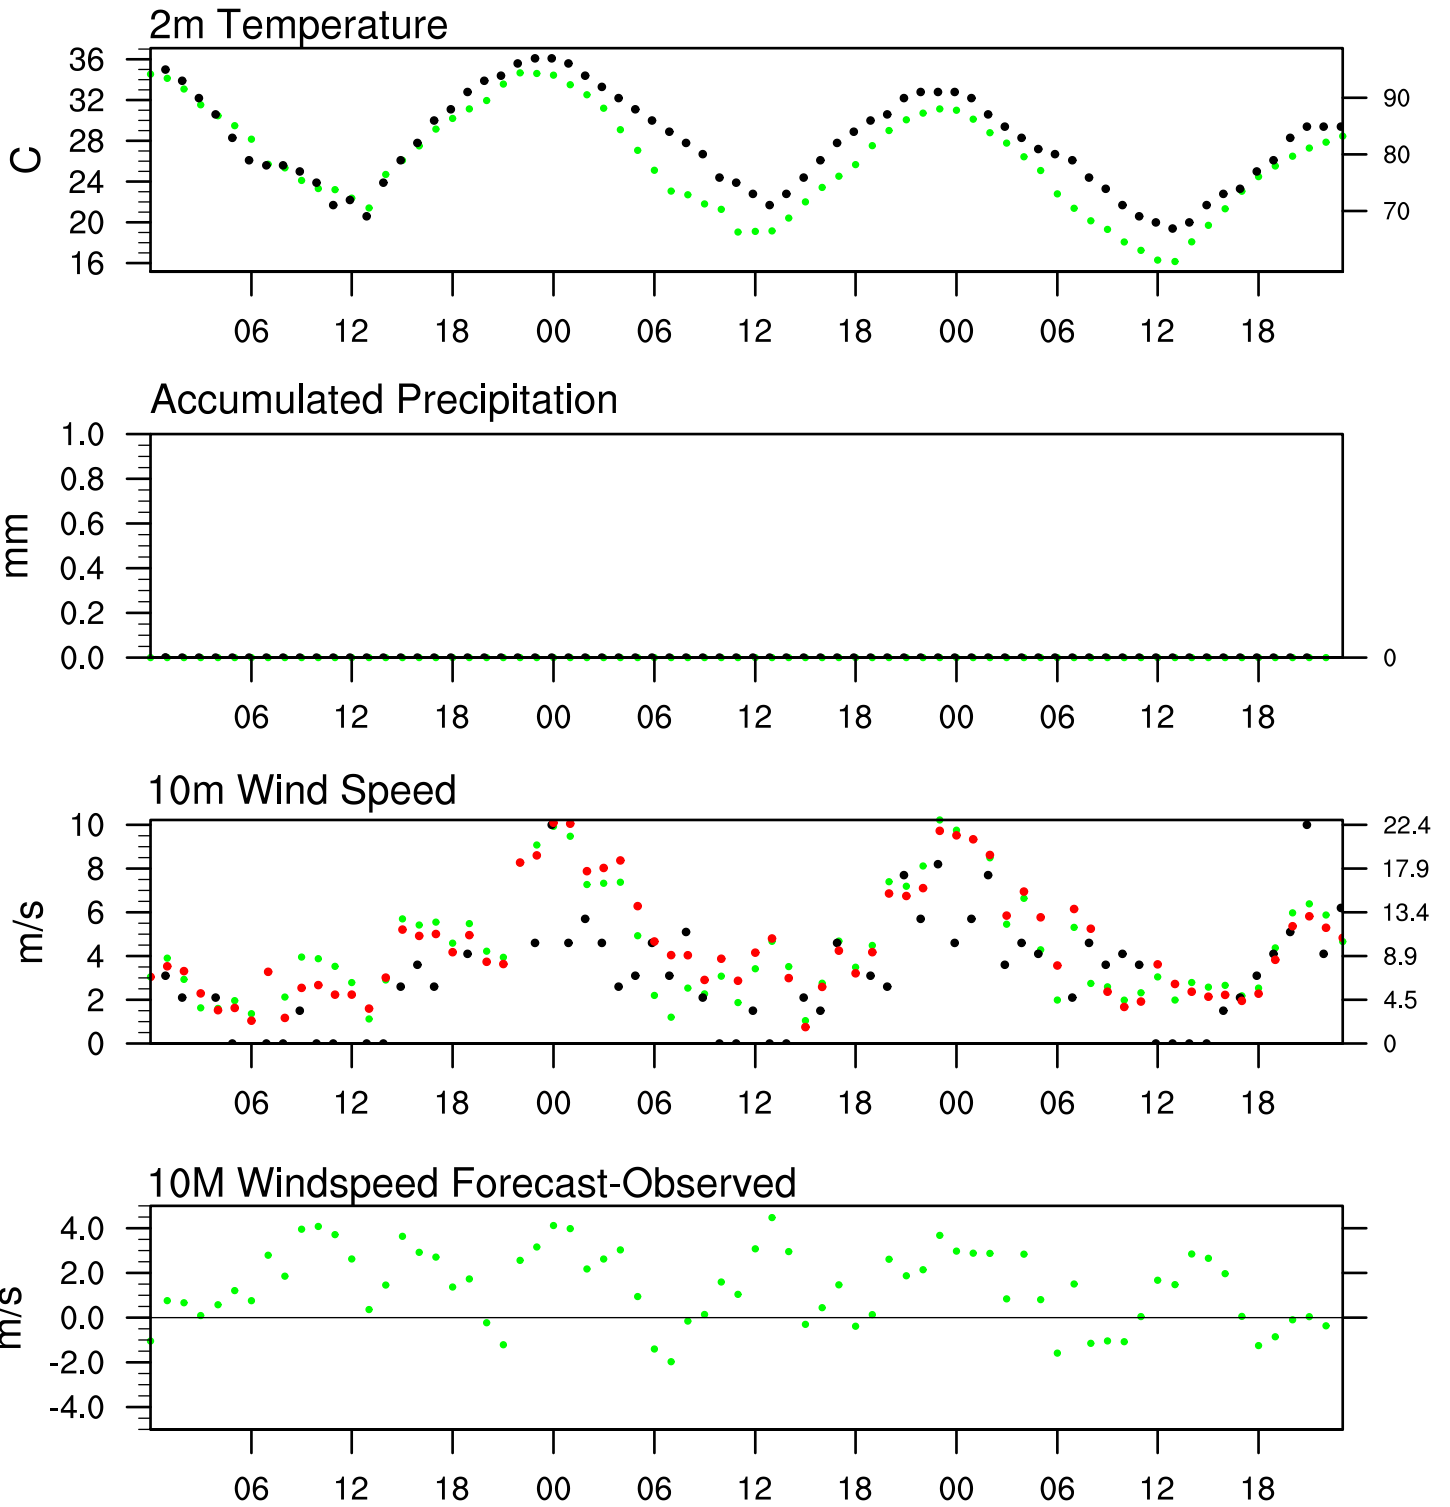 2m Temperature
36
32
28
24
20
16
C
90
80
70
06 12 18 00 06 12 18 00 06 12 18
Accumulated Precipitation
1.0
0.8
0.6
0.4
0.2
0.0
mm
0
06 12 18 00 06 12 18 00 06 12 18
10m Wind Speed
10
8
6
4
2
0
m/s
22.4
17.9
13.4
8.9
4.5
0
06 12 18 00 06 12 18 00 06 12 18
10M Windspeed Forecast-Observed
4.0
2.0
0.0
-2.0
-4.0
m/s
06 12 18 00 06 12 18 00 06 12 18